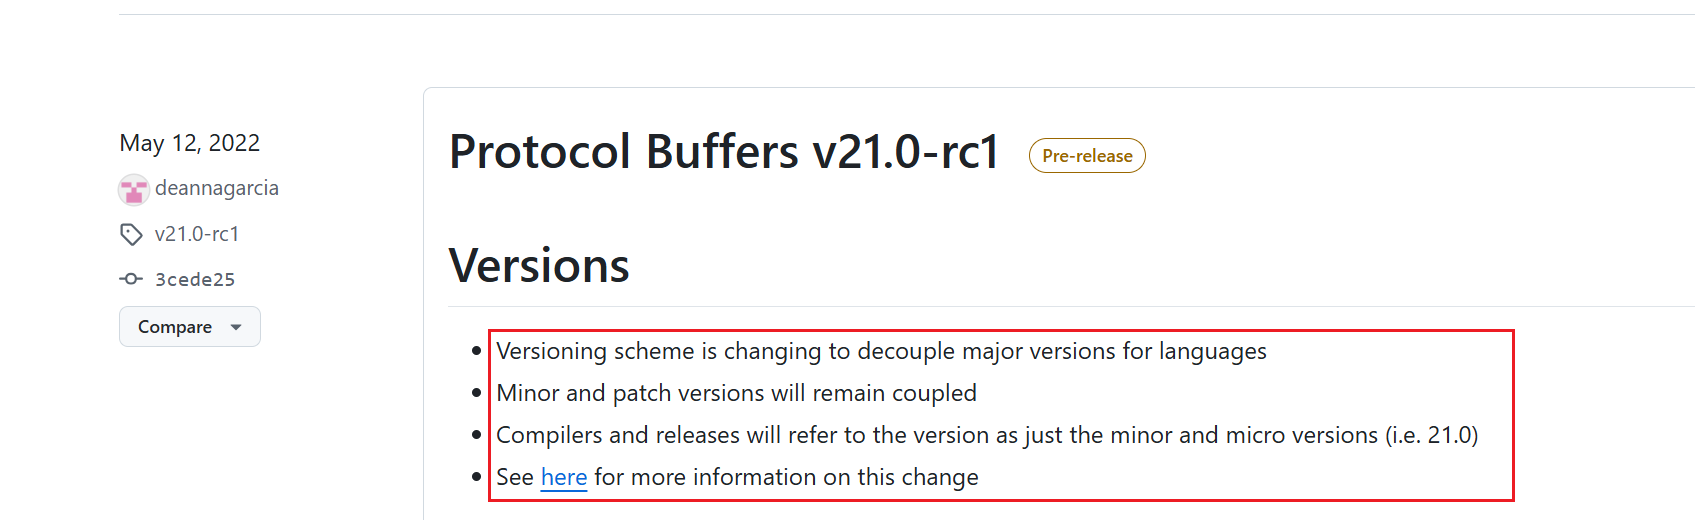 May 12, 2022
deannagarcia
v21.0-rc1
3cede25
Compare
Protocol Buffers v21.0-rc1 Pre-release
Versions
Versioning scheme is changing to decouple major versions for languages
Minor and patch versions will remain coupled
Compilers and releases will refer to the version as just the minor and micro versions (i.e. 21.0)
See here for more information on this change